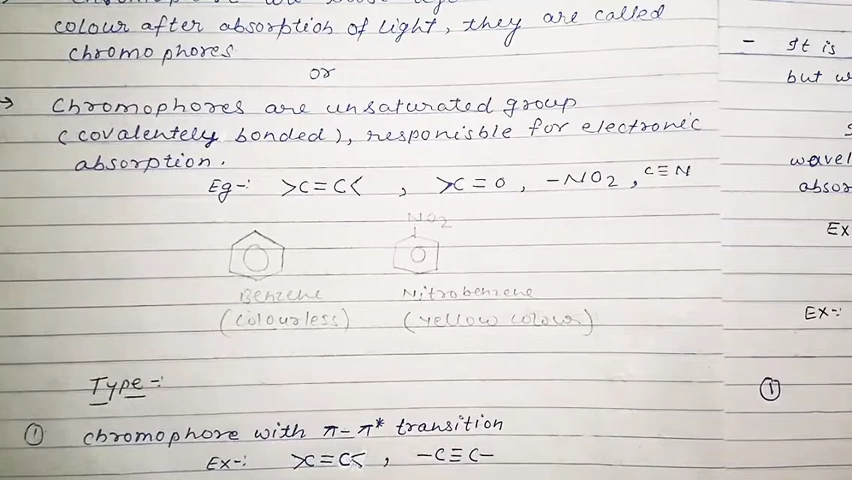 colour after absorption of light, they are called
chromophores
or
→ Chromophores are unsaturated group
(covalentely bonded), responisble for electronic
absorption.
Eg-: >C=C< , >C=O , -NO2 , C≡N
NO2
Benzene Nitrobenzene
(colourless) (yellow colour)
Type-:
① chromophore with π-π* transition
Ex-: >C=C< , -C≡C-
- It is
but w
wavel
absor
Ex
Ex-:
①